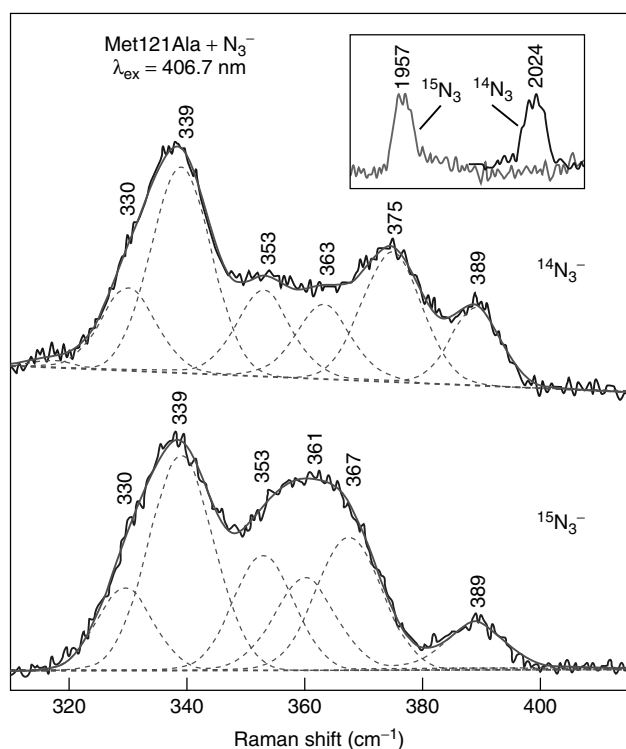 Met121Ala + N₃⁻
λex = 406.7 nm
1957
¹⁵N₃
¹⁴N₃
2024
330
339
353
363
375
389
¹⁴N₃⁻
330
339
353
361
367
389
¹⁵N₃⁻
320
340
360
380
400
Raman shift (cm⁻¹)